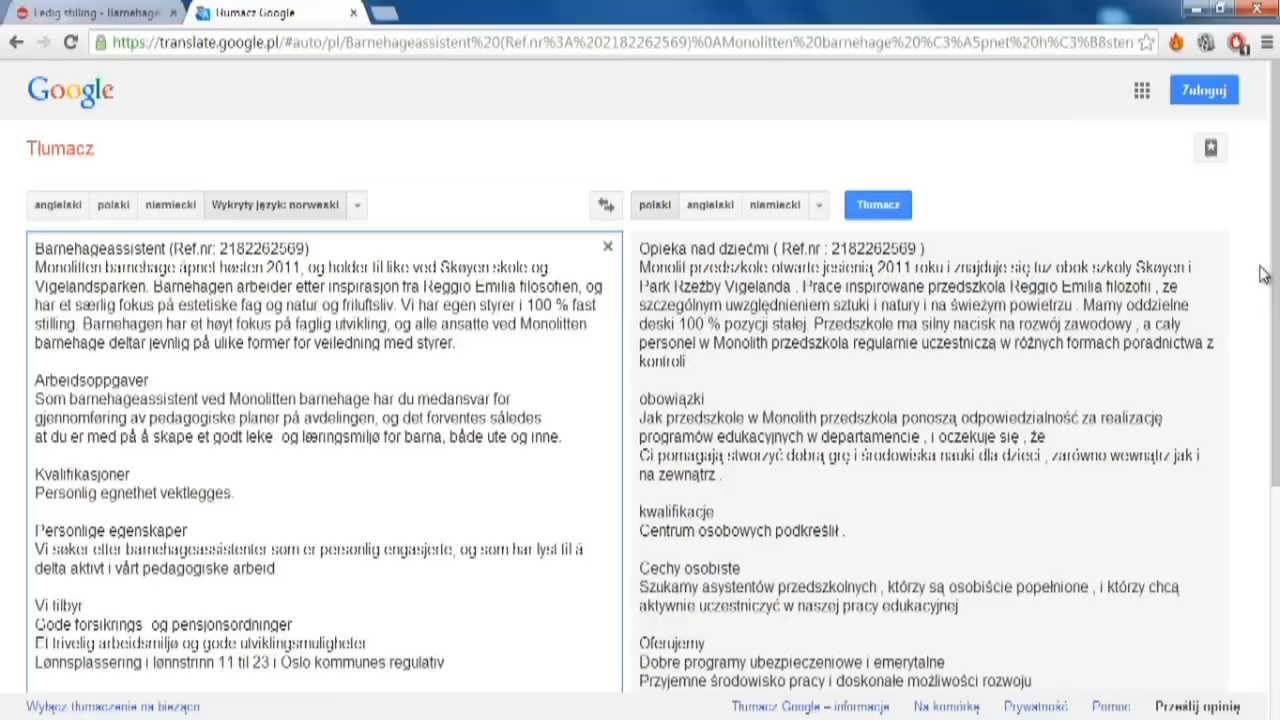 Ledig stilling - Barnehage
Tłumacz Google
https://translate.google.pl/#auto/pl/Barnehageassistent%20(Ref.nr%3A%202182262569)%0AMonolitten%20barnehage%20%C3%A5pnet%20h%C3%B8sten
Google
Zaloguj
Tłumacz
angielski polski niemiecki Wykryty język: norweski
polski angielski niemiecki Tłumacz
Barnehageassistent (Ref.nr: 2182262569)
Monolitten barnehage åpnet høsten 2011, og holder til like ved Skøyen skole og
Vigelandsparken. Barnehagen arbeider etter inspirasjon fra Reggio Emilia filosofien, og
har et særlig fokus på estetiske fag og natur og friluftsliv. Vi har egen styrer i 100 % fast
stilling. Barnehagen har et høyt fokus på faglig utvikling, og alle ansatte ved Monolitten
barnehage deltar jevnlig på ulike former for veiledning med styrer.
Arbeidsoppgaver
Som barnehageassistent ved Monolitten barnehage har du medansvar for
gjennomføring av pedagogiske planer på avdelingen, og det forventes således
at du er med på å skape et godt leke og læringsmiljø for barna, både ute og inne.
Kvalifikasjoner
Personlig egnethet vektlegges.
Personlige egenskaper
Vi søker etter barnehageassistenter som er personlig engasjerte, og som har lyst til å
delta aktivt i vårt pedagogiske arbeid
Vi tilbyr
Gode forsikrings og pensjonsordninger
Et trivelig arbeidsmiljø og gode utviklingsmuligheter
Lønnsplassering i lønnstrinn 11 til 23 i Oslo kommunes regulativ
Opieka nad dziećmi ( Ref.nr : 2182262569 )
Monolit przedszkole otwarte jesienią 2011 roku i znajduje się tuż obok szkoły Skøyen i
Park Rzeźby Vigelanda . Prace inspirowane przedszkola Reggio Emilia filozofii , ze
szczególnym uwzględnieniem sztuki i natury i na świeżym powietrzu . Mamy oddzielne
deski 100 % pozycji stałej. Przedszkole ma silny nacisk na rozwój zawodowy , a cały
personel w Monolith przedszkola regularnie uczestniczą w różnych formach poradnictwa z
kontroli
obowiązki
Jak przedszkole w Monolith przedszkola ponoszą odpowiedzialność za realizację
programów edukacyjnych w departamencie , i oczekuje się , że
Ci pomagają stworzyć dobrą grę i środowiska nauki dla dzieci , zarówno wewnątrz jak i
na zewnątrz .
kwalifikacje
Centrum osobowych podkreślił .
Cechy osobiste
Szukamy asystentów przedszkolnych , którzy są osobiście popełnione , i którzy chcą
aktywnie uczestniczyć w naszej pracy edukacyjnej
Oferujemy
Dobre programy ubezpieczeniowe i emerytalne
Przyjemne środowisko pracy i doskonałe możliwości rozwoju
Wyłącz tłumaczenie na bieżąco Tłumacz Google – informacje Na komórkę Prywatność Pomoc Prześlij opinię